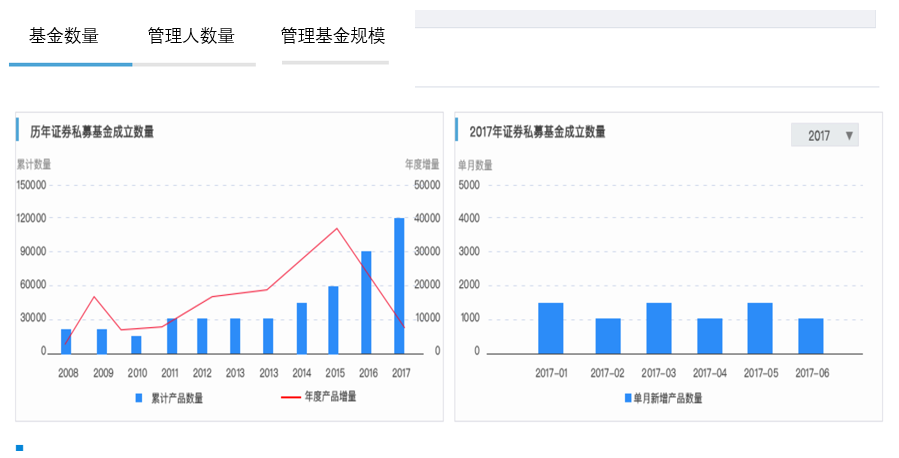 基金数量 管理人数量 管理基金规模
历年证券私募基金成立数量
累计数量 年度增量
150000 50000
120000 40000
90000 30000
60000 20000
30000 10000
0 0
2008 2009 2010 2011 2012 2013 2013 2014 2015 2016 2017
累计产品数量 年度产品增量
2017年证券私募基金成立数量 2017 ▼
单月数量
5000
4000
3000
2000
1000
0
2017-01 2017-02 2017-03 2017-04 2017-05 2017-06
单月新增产品数量